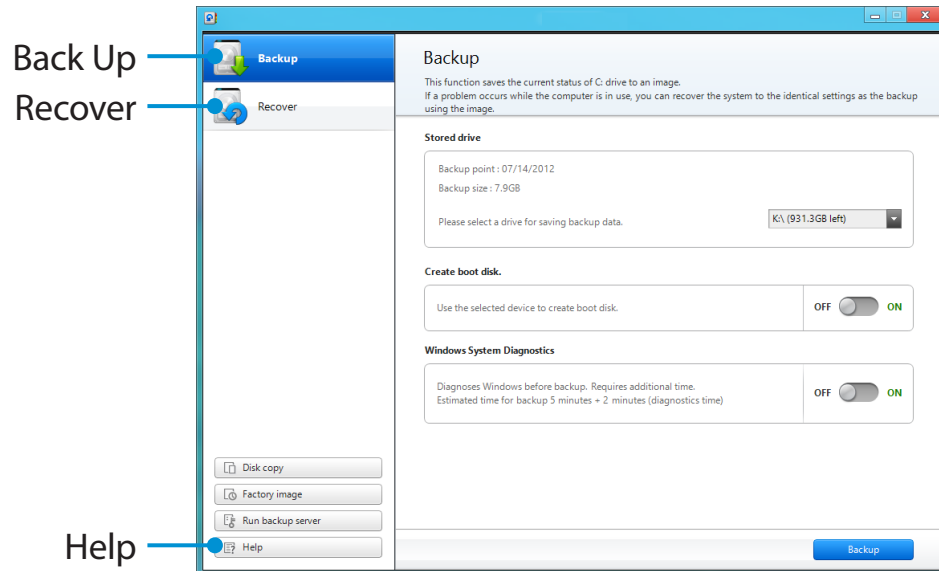 Back Up
Recover
Help
Backup
Recover
Disk copy
Factory image
Run backup server
Help
Backup
This function saves the current status of C: drive to an image.
If a problem occurs while the computer is in use, you can recover the system to the identical settings as the backup
using the image.
Stored drive
Backup point : 07/14/2012
Backup size : 7.9GB
Please select a drive for saving backup data.
K:\ (931.3GB left)
Create boot disk.
Use the selected device to create boot disk.
OFF ON
Windows System Diagnostics
Diagnoses Windows before backup. Requires additional time.
Estimated time for backup 5 minutes + 2 minutes (diagnostics time)
OFF ON
Backup